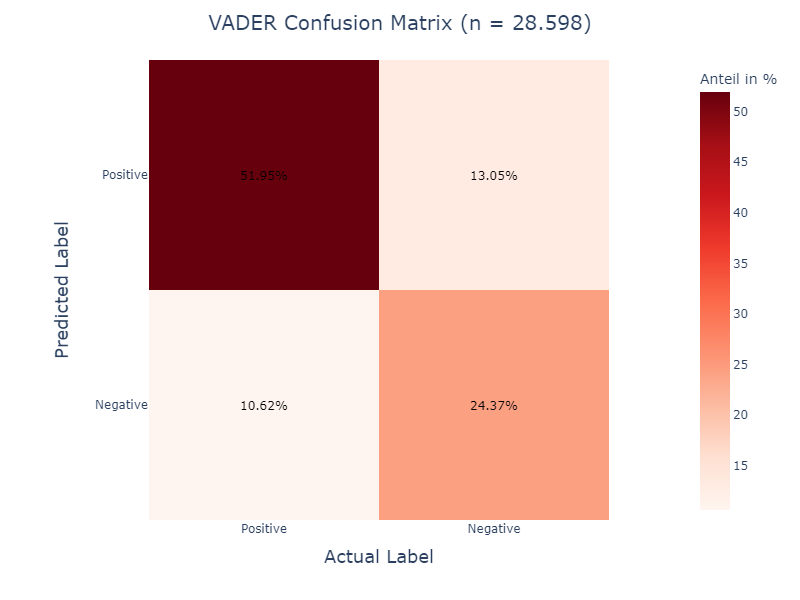 VADER Confusion Matrix (n = 28.598)
Anteil in %
50
45
40
35
30
25
20
15
Predicted Label
Positive
51.95%
13.05%
Negative
10.62%
24.37%
Positive
Negative
Actual Label